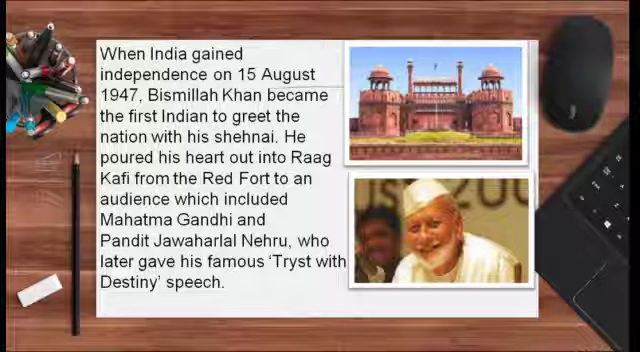 When India gained
independence on 15 August
1947, Bismillah Khan became
the first Indian to greet the
nation with his shehnai. He
poured his heart out into Raag
Kafi from the Red Fort to an
audience which included
Mahatma Gandhi and
Pandit Jawaharlal Nehru, who
later gave his famous ‘Tryst with
Destiny’ speech.